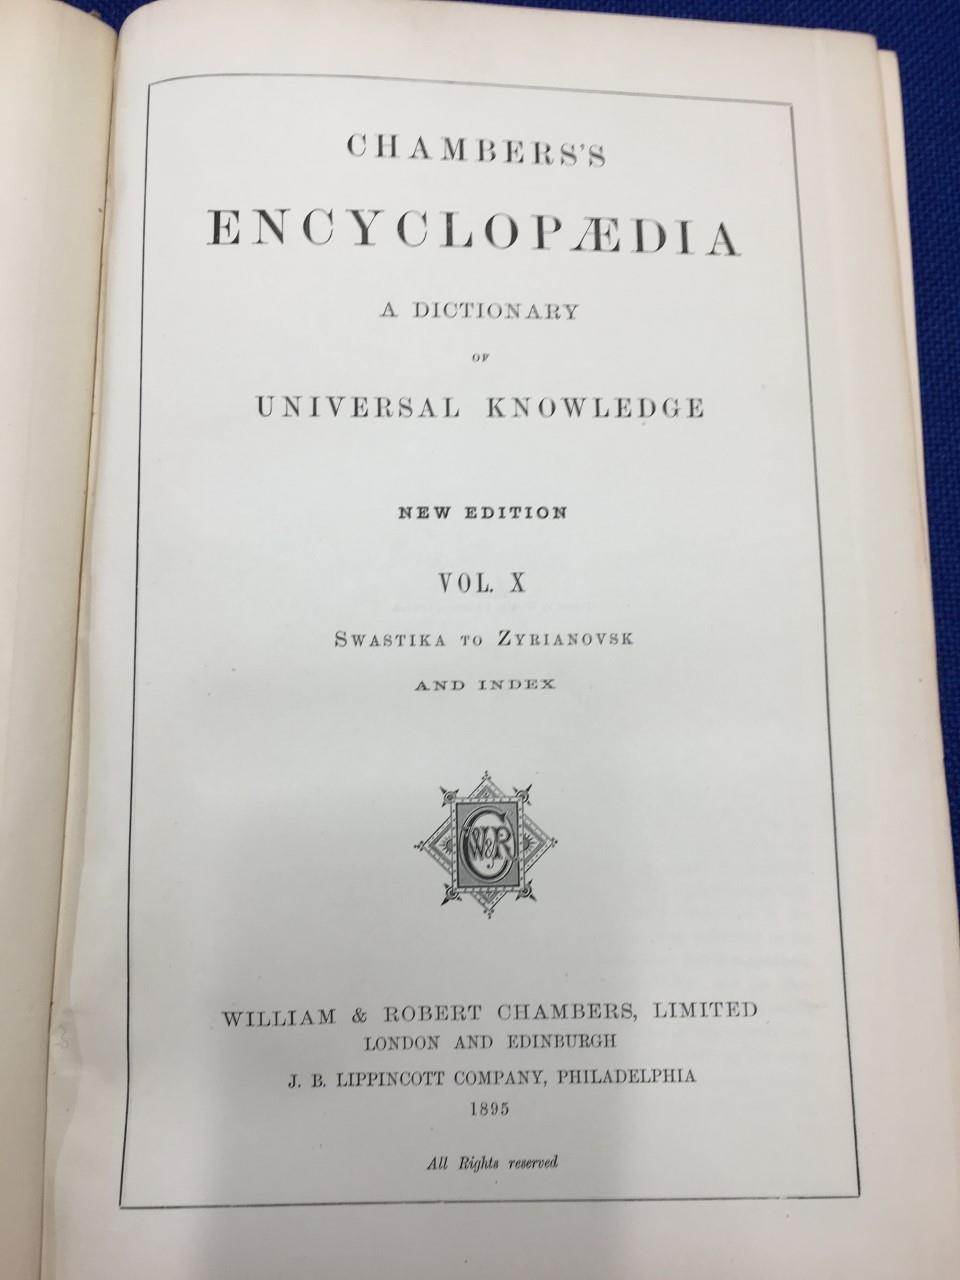 CHAMBERS'S
ENCYCLOPÆDIA
A DICTIONARY
OF
UNIVERSAL KNOWLEDGE
NEW EDITION
VOL. X
SWASTIKA TO ZYRIANOVSK
AND INDEX
W & R C
WILLIAM & ROBERT CHAMBERS, LIMITED
LONDON AND EDINBURGH
J. B. LIPPINCOTT COMPANY, PHILADELPHIA
1895
All Rights reserved